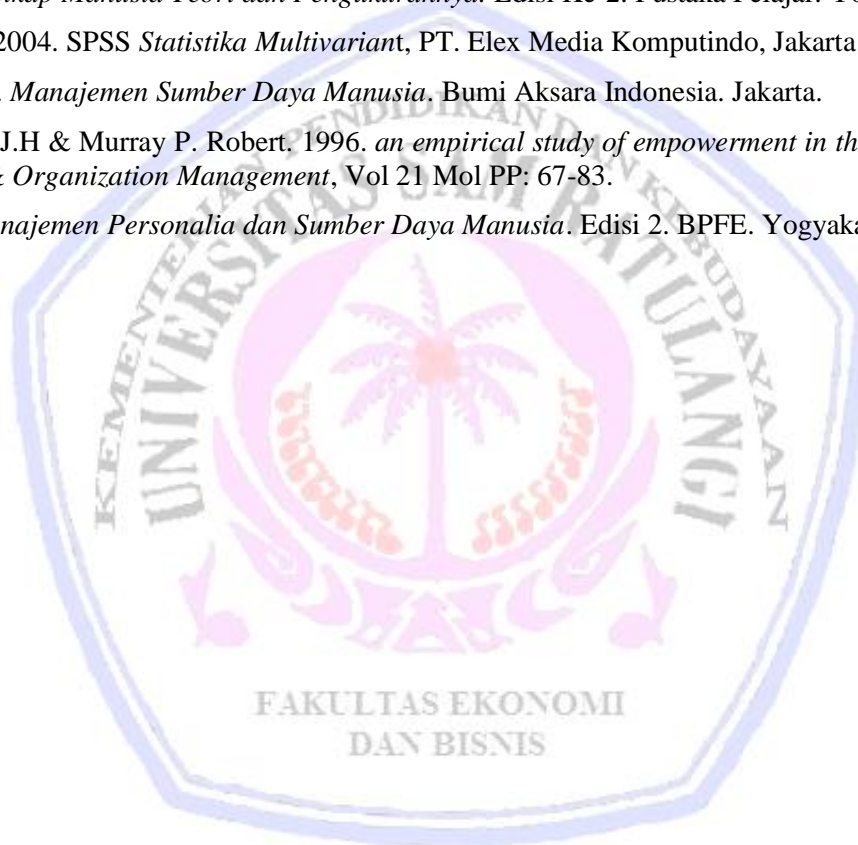 kap Manusia Teori dan Pengukurannya. Edisi Ke-2. Pustaka Pelajar. Yo
2004. SPSS Statistika Multivariant, PT. Elex Media Komputindo, Jakarta
. Manajemen Sumber Daya Manusia. Bumi Aksara Indonesia. Jakarta.
J.H & Murray P. Robert. 1996. an empirical study of empowerment in th
& Organization Management, Vol 21 Mol PP: 67-83.
najemen Personalia dan Sumber Daya Manusia. Edisi 2. BPFE. Yogyaka
KEMENTERIAN PENDIDIKAN DAN KEBUDAYAAN
UNIVERSITAS SAM RATULANGI
FAKULTAS EKONOMI
DAN BISNIS